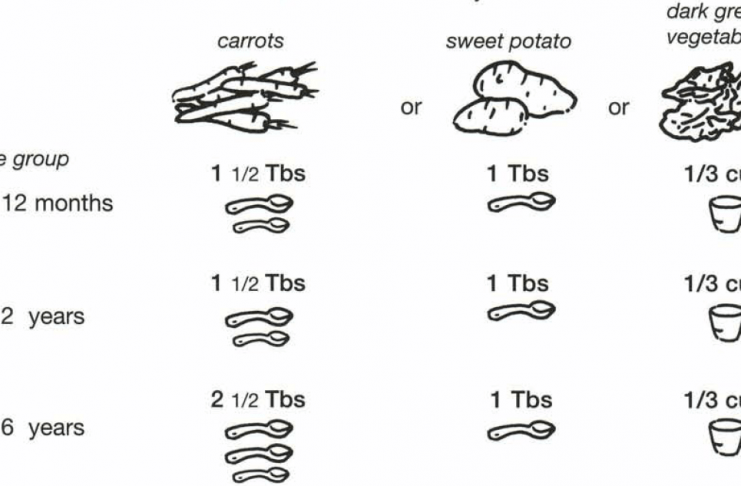 dark gre
carrots sweet potato vegetab
or or
e group
1 1/2 Tbs 1 Tbs 1/3 cu
12 months
1 1/2 Tbs 1 Tbs 1/3 cu
2 years
2 1/2 Tbs 1 Tbs 1/3 cu
6 years